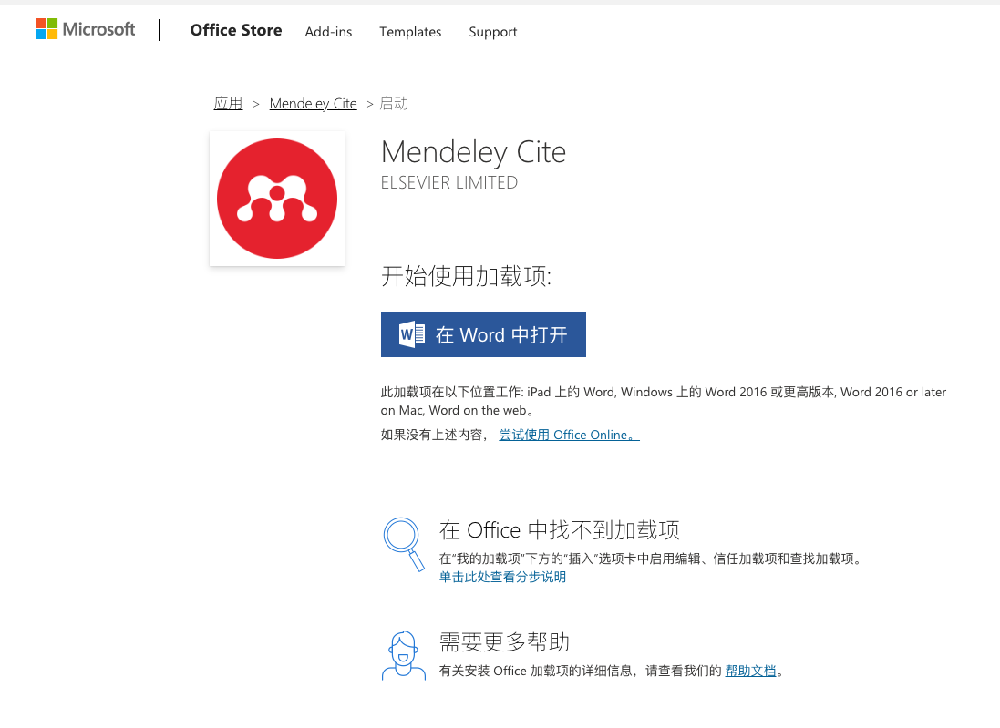 Microsoft
Office Store
Add-ins
Templates
Support
应用 > Mendeley Cite > 启动
Mendeley Cite
ELSEVIER LIMITED
开始使用加载项:
W 在 Word 中打开
此加载项在以下位置工作: iPad 上的 Word, Windows 上的 Word 2016 或更高版本, Word 2016 or later
on Mac, Word on the web。
如果没有上述内容， 尝试使用 Office Online。
在 Office 中找不到加载项
在“我的加载项”下方的“插入”选项卡中启用编辑、信任加载项和查找加载项。
单击此处查看分步说明
需要更多帮助
有关安装 Office 加载项的详细信息，请查看我们的 帮助文档。